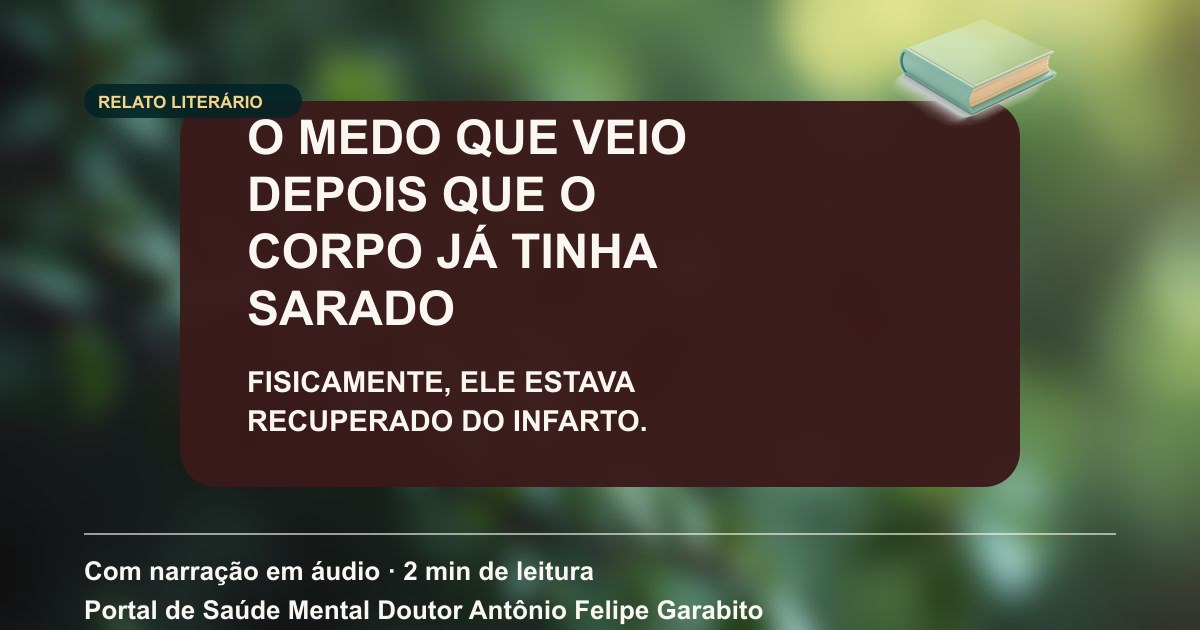 RELATO LITERÁRIO
O MEDO QUE VEIO
DEPOIS QUE O
CORPO JÁ TINHA
SARADO
FISICAMENTE, ELE ESTAVA
RECUPERADO DO INFARTO.
Com narração em áudio · 2 min de leitura
Portal de Saúde Mental Doutor Antônio Felipe Garabito